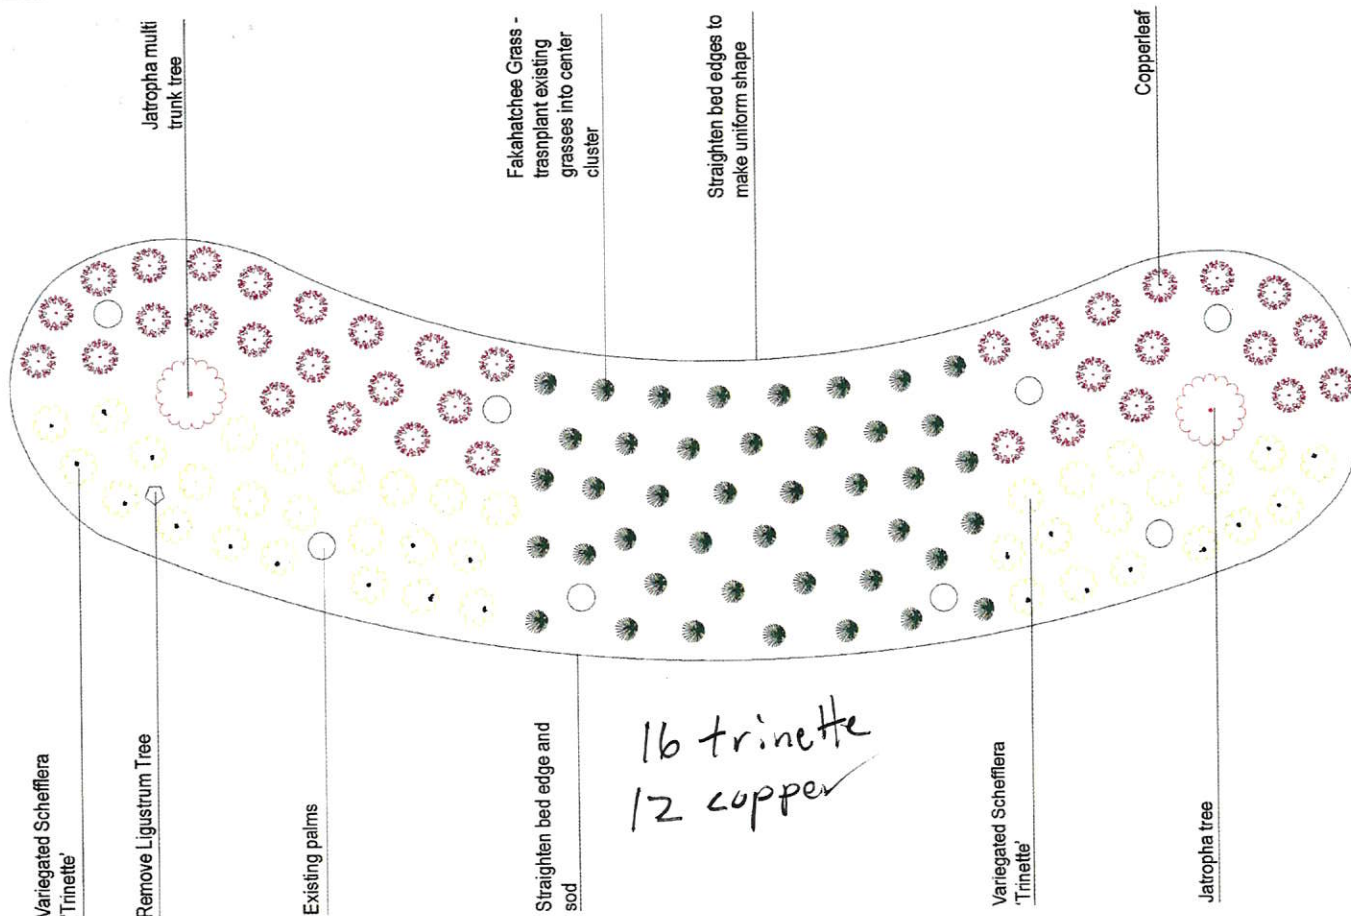 Jatropha multi
trunk tree
Fakahatchee Grass -
trasnplant existing
grasses into center
cluster
Straighten bed edges to
make uniform shape
Copperleaf
Variegated Schefflera
'Trinette'
Remove Ligustrum Tree
Existing palms
Straighten bed edge and
sod
16 trinette
12 copper
Variegated Schefflera
'Trinette'
Jatropha tree